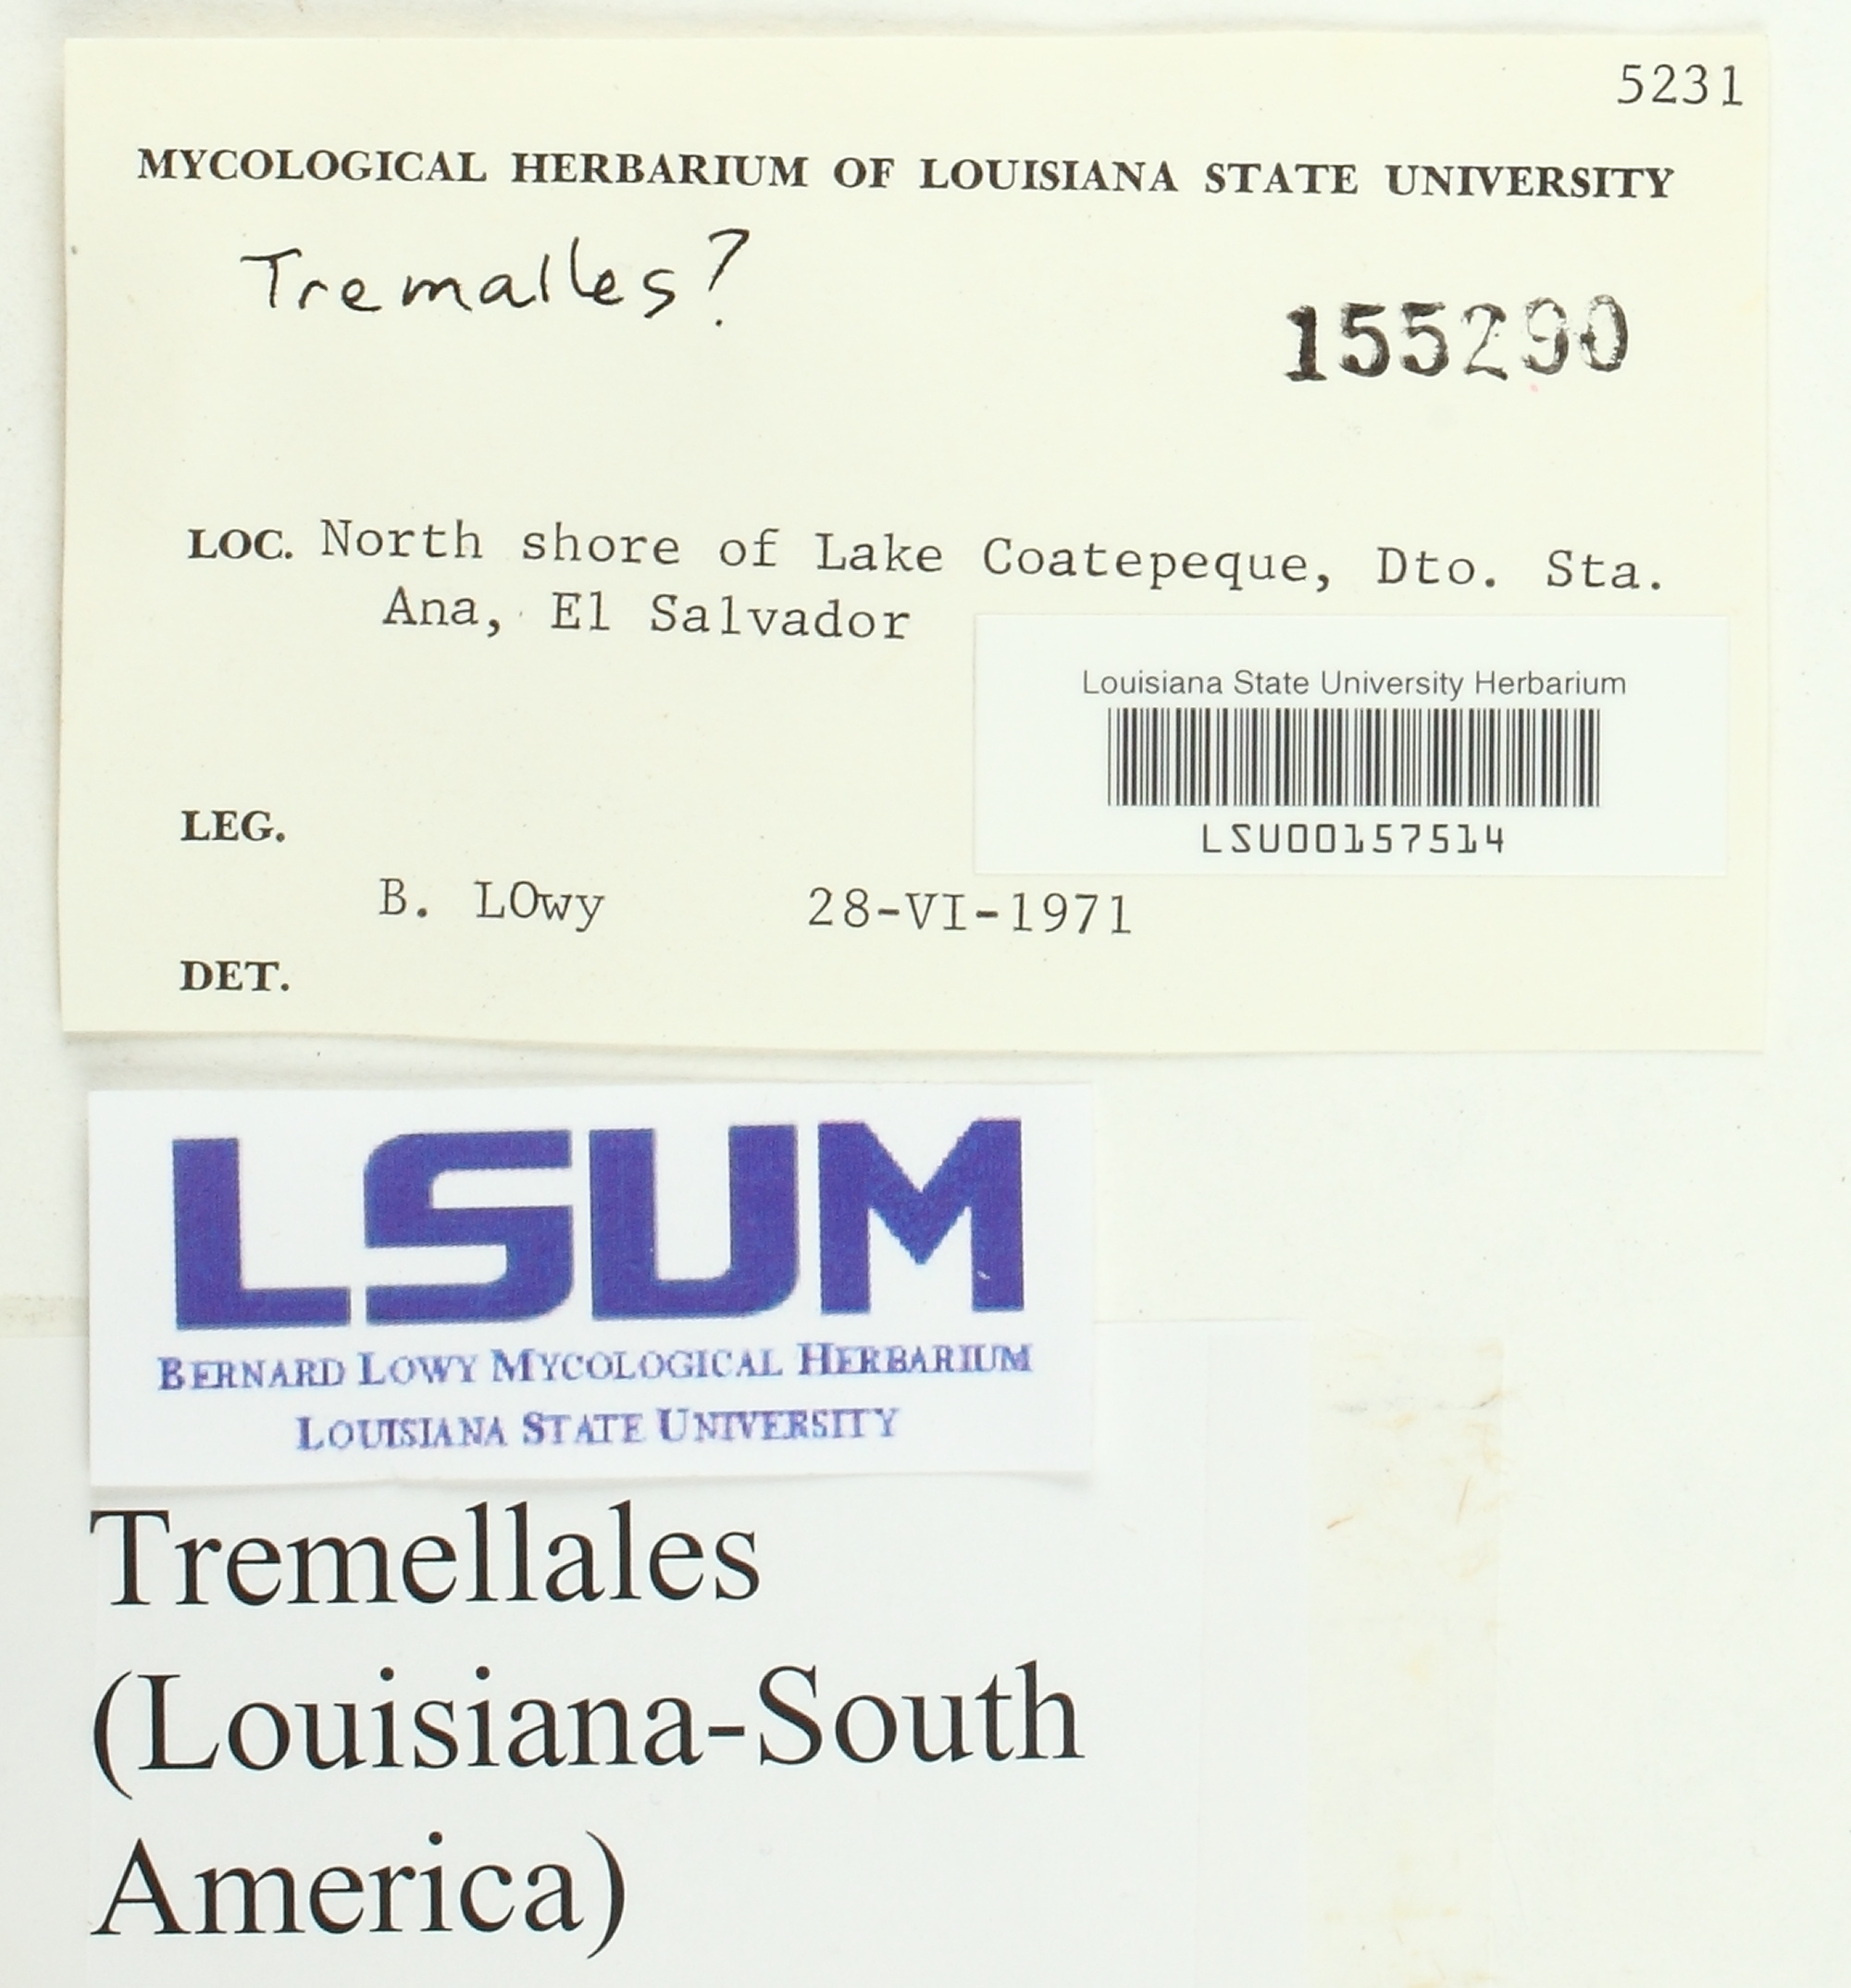 5231
MYCOLOGICAL HERBARIUM OF LOUISIANA STATE UNIVERSITY
Tremalles?
155290
LOC. North shore of Lake Coatepeque, Dto. Sta.
Ana, El Salvador
Louisiana State University Herbarium
LSU00157514
LEG.
B. LOwy 28-VI-1971
DET.
LSUM
BERNARD LOWY MYCOLOGICAL HERBARIUM
LOUISIANA STATE UNIVERSITY
Tremellales
(Louisiana-South
America)